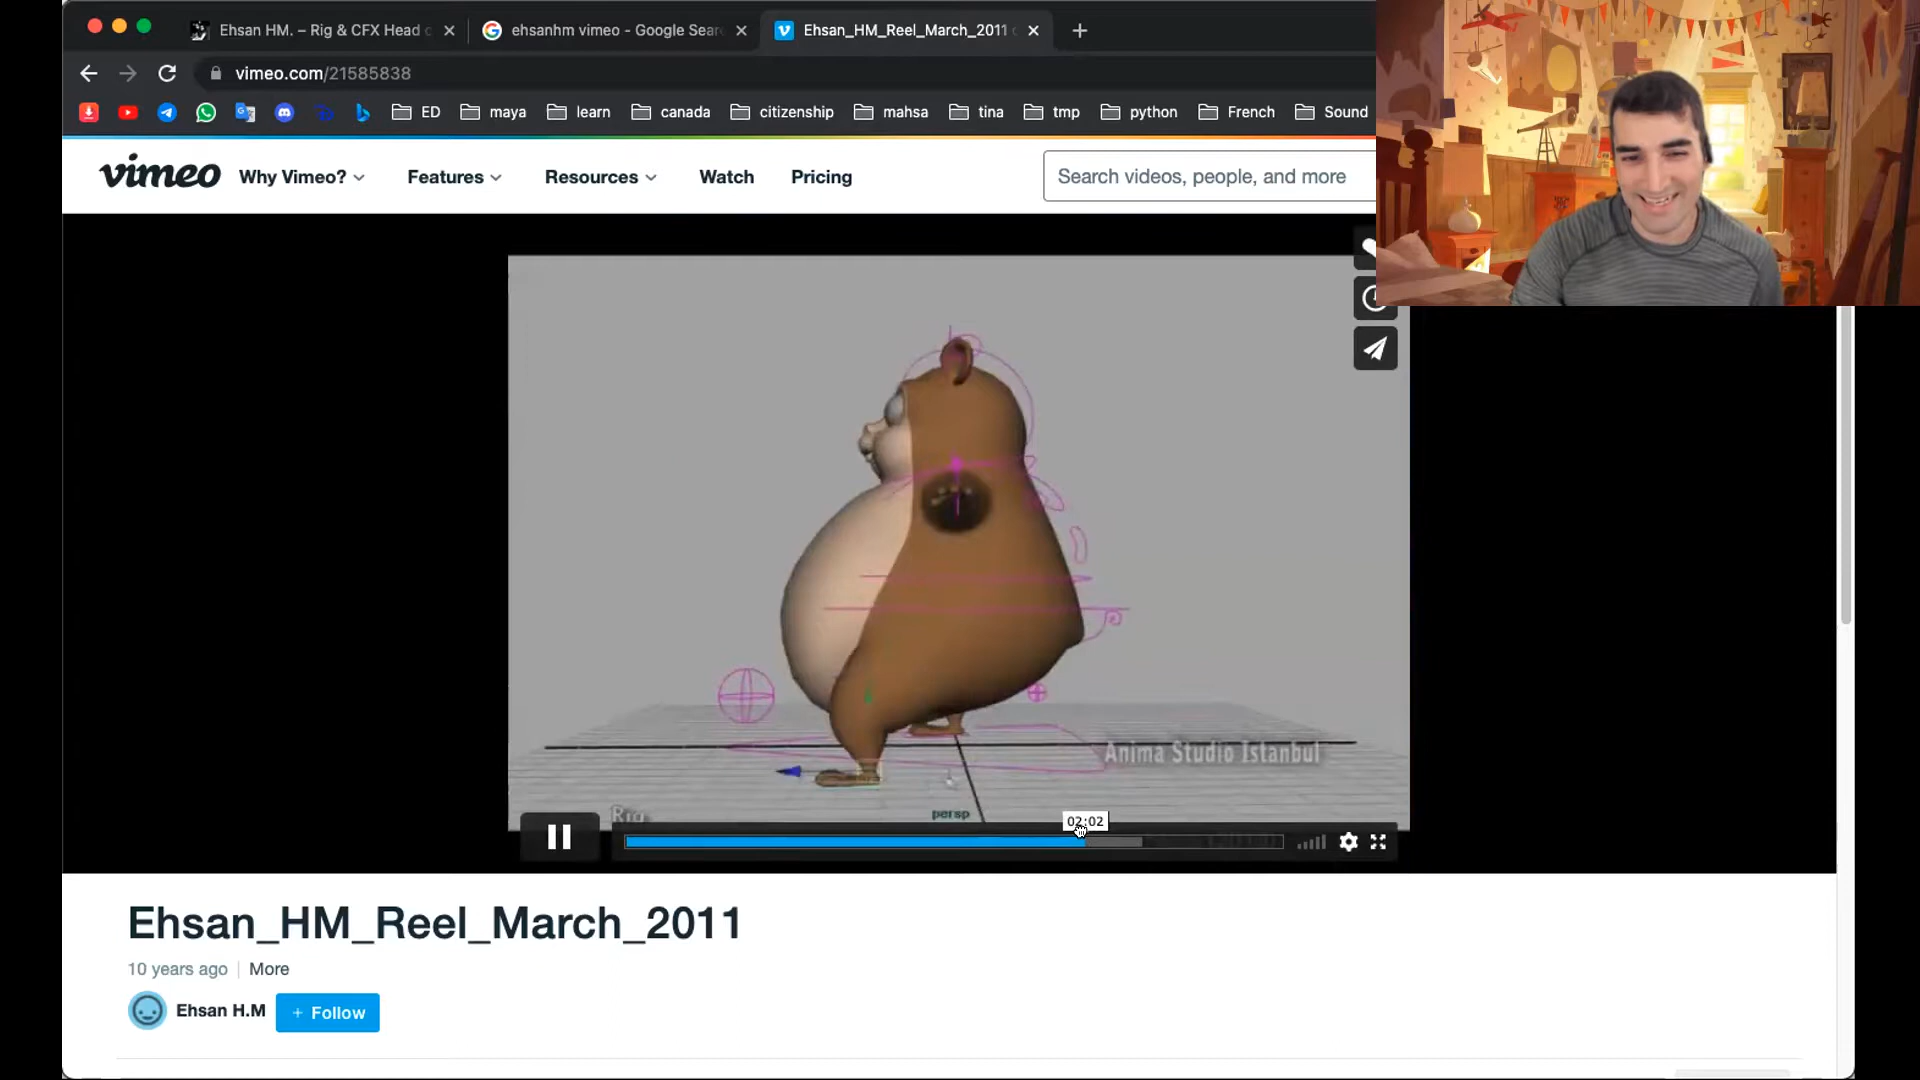 Ehsan HM. – Rig & CFX Head
ehsanhm vimeo - Google Sear
Ehsan_HM_Reel_March_2011
vimeo.com/21585838
ED
maya
learn
canada
citizenship
mahsa
tina
tmp
python
French
Sound
vimeo
Why Vimeo?
Features
Resources
Watch
Pricing
Search videos, people, and more
Anima Studio Istanbul
Rig
persp
02:02
Ehsan_HM_Reel_March_2011
10 years ago
More
Ehsan H.M
+ Follow